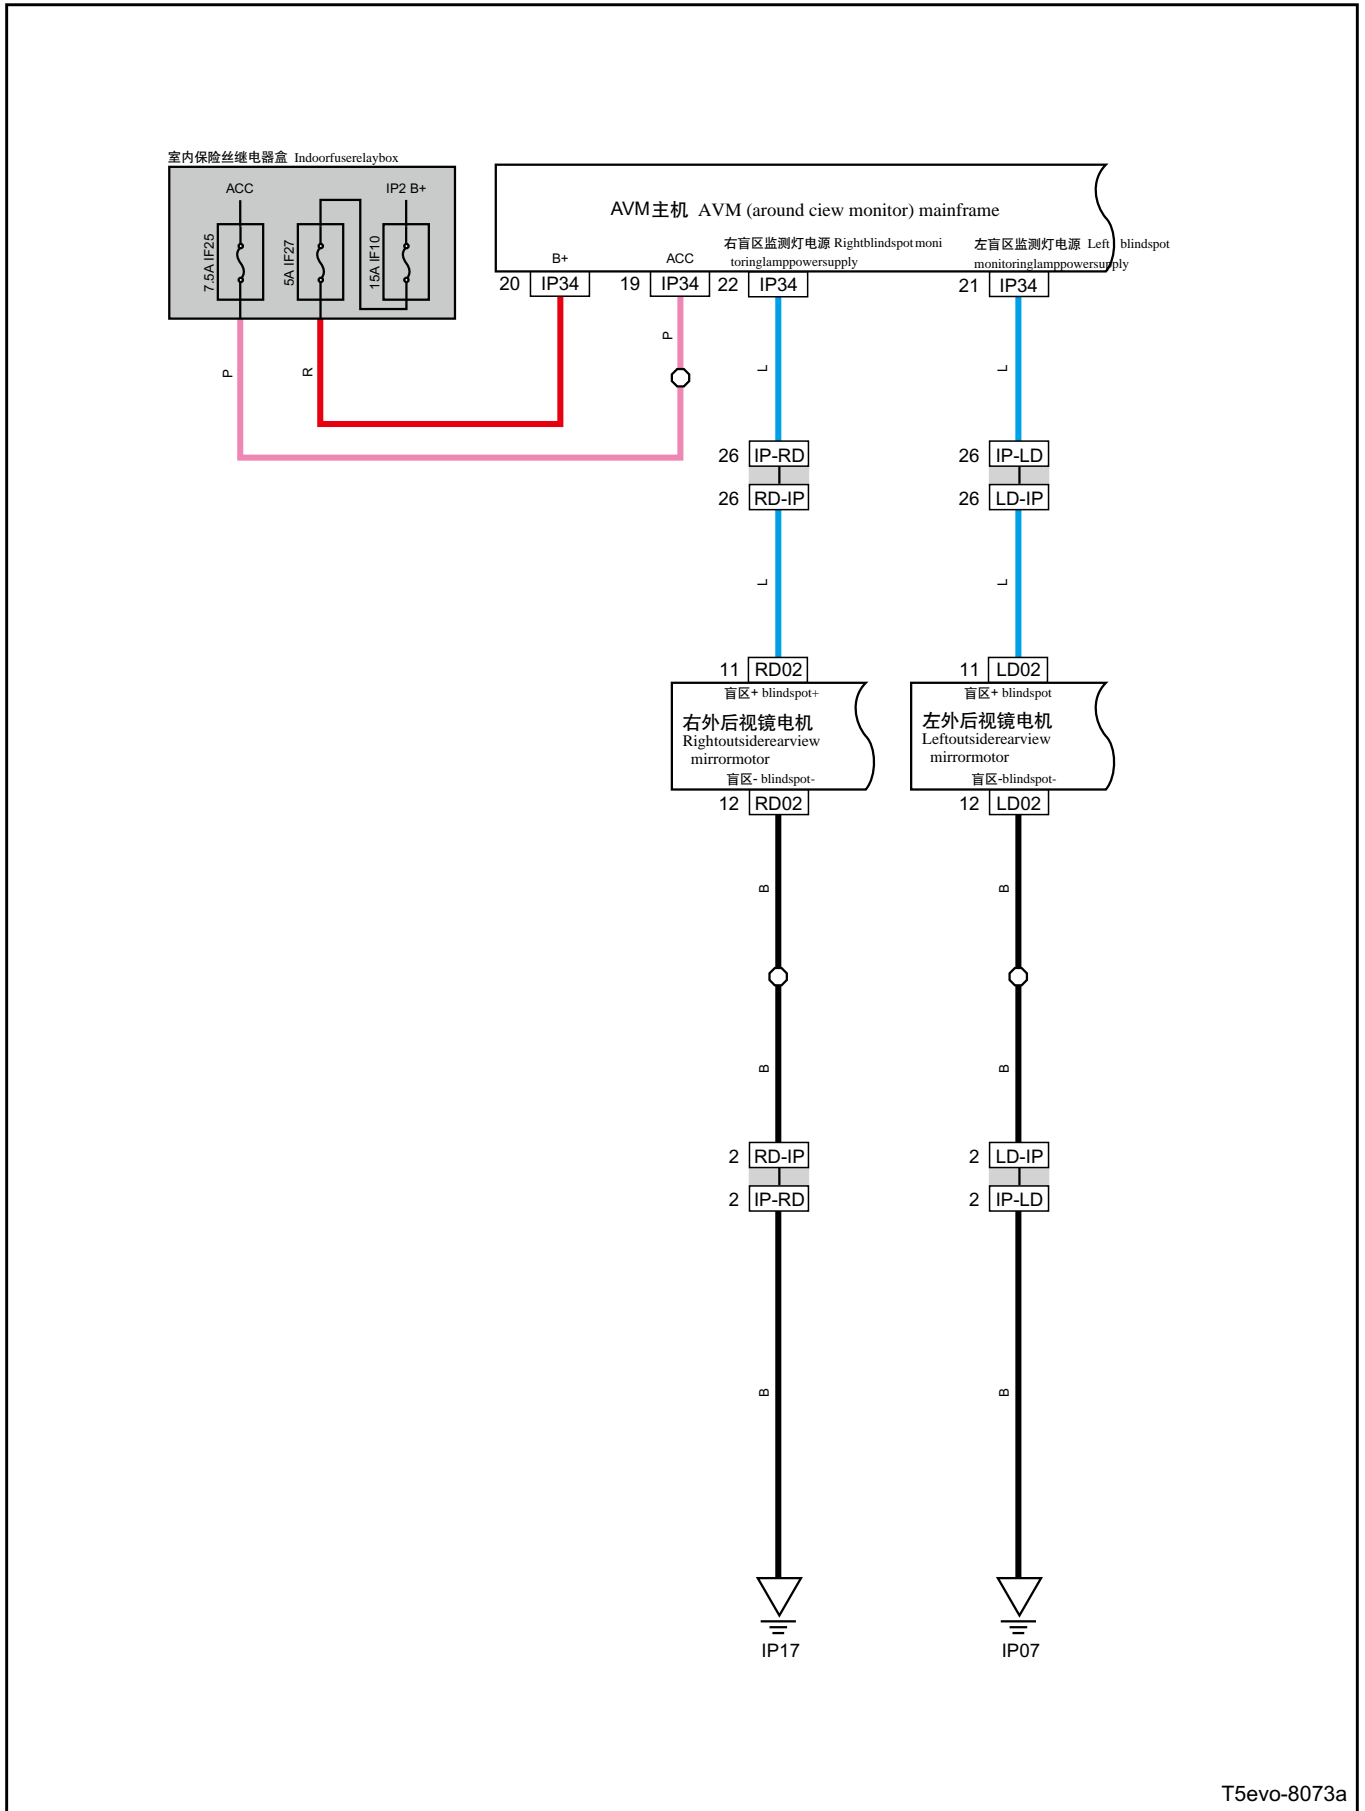 室内保险丝继电器盒 Indoorfuserelaybox
ACC
IP2 B+
7.5A IF25
5A IF27
15A IF10
AVM主机 AVM (around ciew monitor) mainframe
B+
ACC
右盲区监测灯电源 Rightblindspotmoni
toringlamppowersupply
左盲区监测灯电源 Left blindspot
monitoringlamppowersupply
20 IP34
19 IP34
22 IP34
21 IP34
P
R
P
L
L
26 IP-RD
26 IP-LD
26 RD-IP
26 LD-IP
L
L
11 RD02
11 LD02
盲区+ blindspot+
右外后视镜电机
Rightoutsiderearview
mirrormotor
盲区- blindspot-
盲区+ blindspot
左外后视镜电机
Leftoutsiderearview
mirrormotor
盲区-blindspot-
12 RD02
12 LD02
B
B
B
B
2 RD-IP
2 LD-IP
2 IP-RD
2 IP-LD
B
B
IP17
IP07
T5evo-8073a